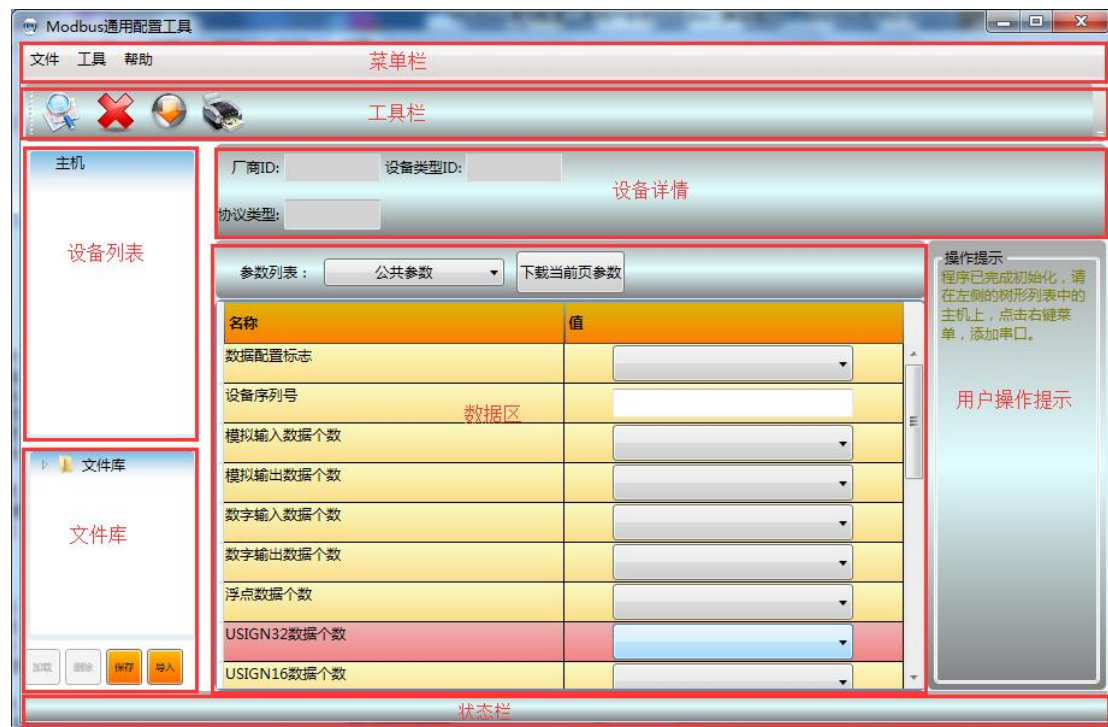 Modbus通用配置工具
文件 工具 帮助
菜单栏
工具栏
主机
设备列表
厂商ID: 设备类型ID:
协议类型:
设备详情
参数列表： 公共参数 下载当前页参数
名称 值
数据配置标志
设备序列号
数据区
模拟输入数据个数
模拟输出数据个数
数字输入数据个数
数字输出数据个数
浮点数据个数
USIGN32数据个数
USIGN16数据个数
操作提示
程序已完成初始化，请
在左侧的树形列表中的
主机上，点击右键菜
单，添加串口。
用户操作提示
文件库
文件库
加载 删除 保存 导入
状态栏